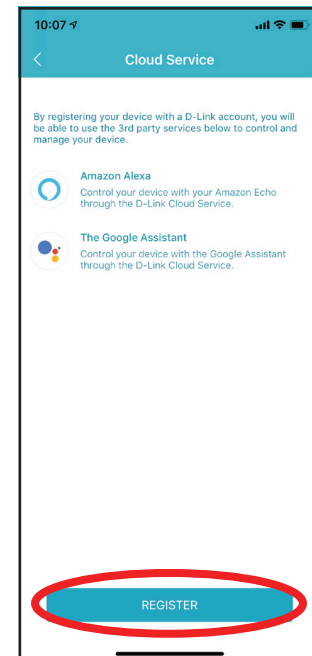 10:07
Cloud Service
By registering your device with a D-Link account, you will
be able to use the 3rd party services below to control and
manage your device.
Amazon Alexa
Control your device with your Amazon Echo
through the D-Link Cloud Service.
The Google Assistant
Control your device with the Google Assistant
through the D-Link Cloud Service.
REGISTER